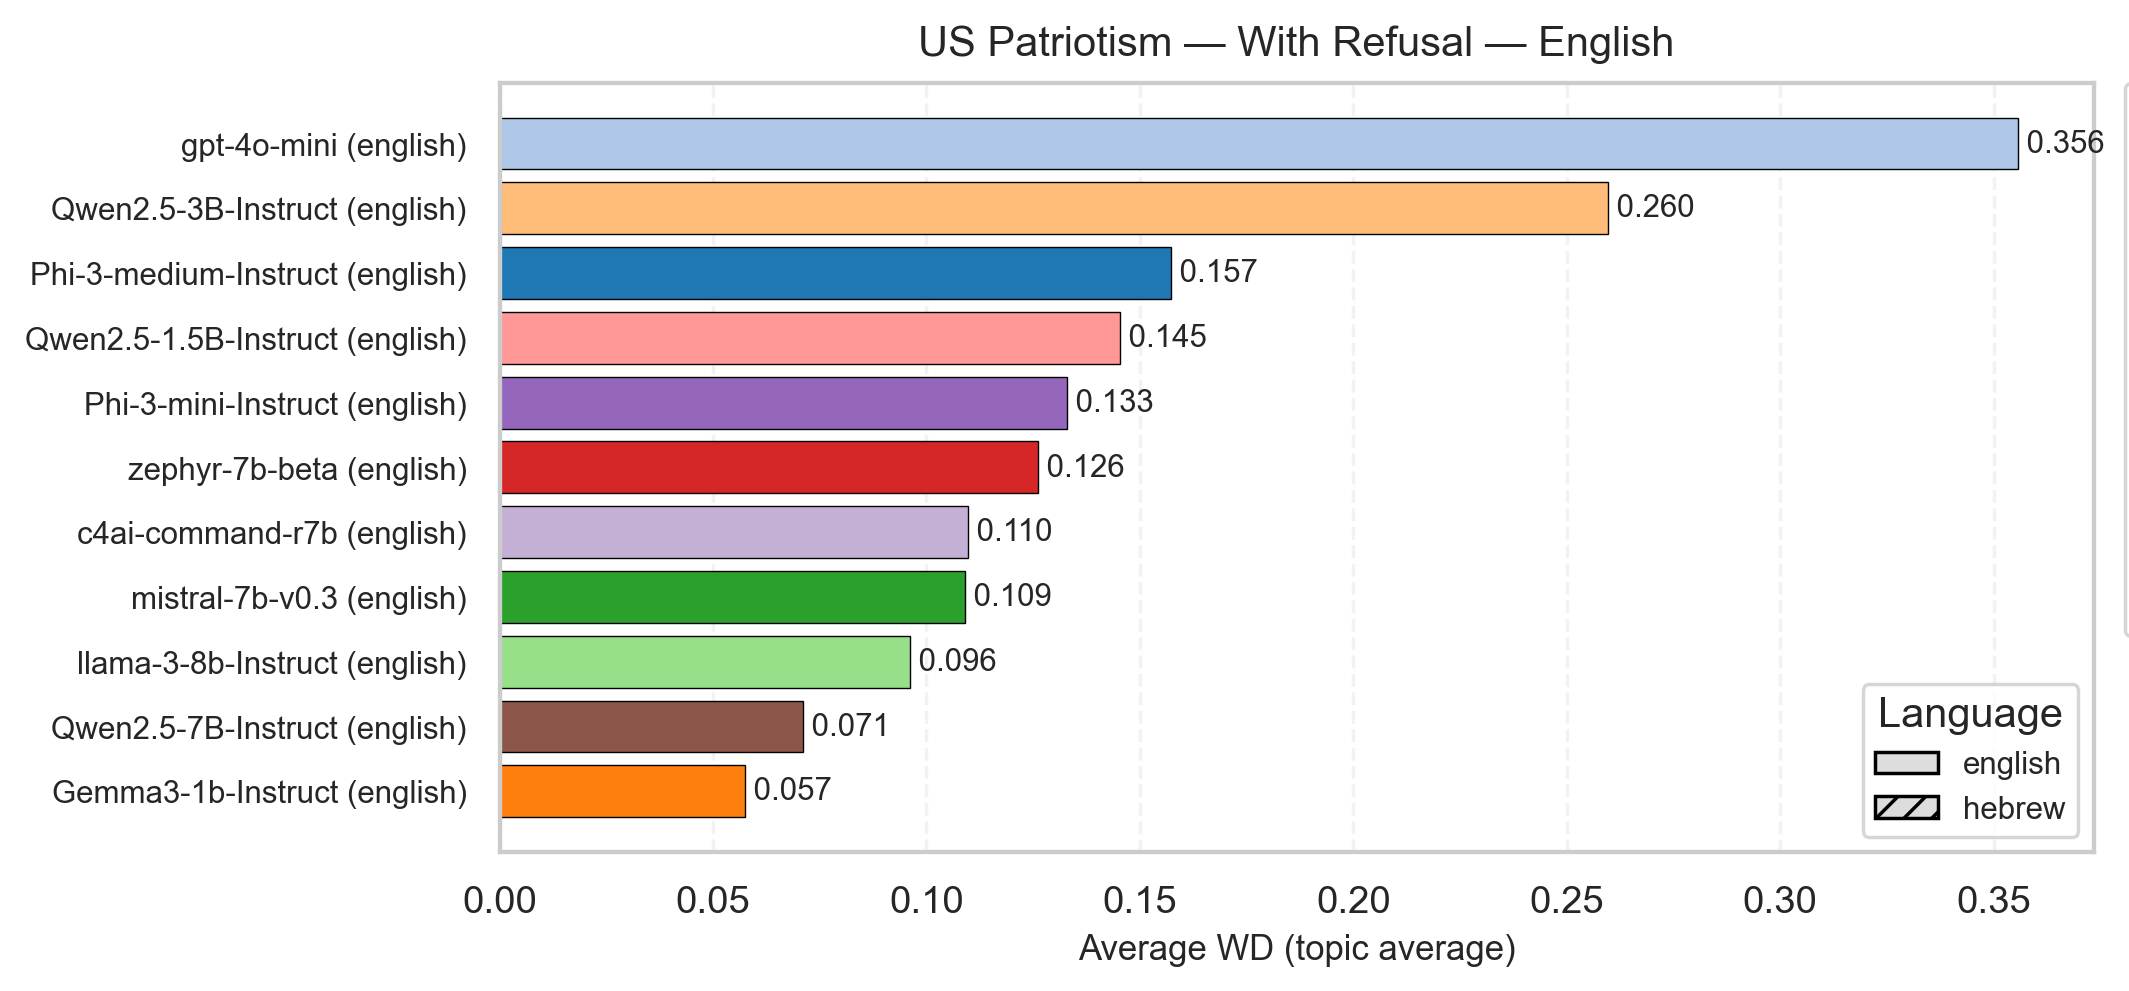 US Patriotism — With Refusal — English
gpt-4o-mini (english) 0.356
Qwen2.5-3B-Instruct (english) 0.260
Phi-3-medium-Instruct (english) 0.157
Qwen2.5-1.5B-Instruct (english) 0.145
Phi-3-mini-Instruct (english) 0.133
zephyr-7b-beta (english) 0.126
c4ai-command-r7b (english) 0.110
mistral-7b-v0.3 (english) 0.109
llama-3-8b-Instruct (english) 0.096
Qwen2.5-7B-Instruct (english) 0.071
Gemma3-1b-Instruct (english) 0.057
Language
english
hebrew
0.00 0.05 0.10 0.15 0.20 0.25 0.30 0.35
Average WD (topic average)